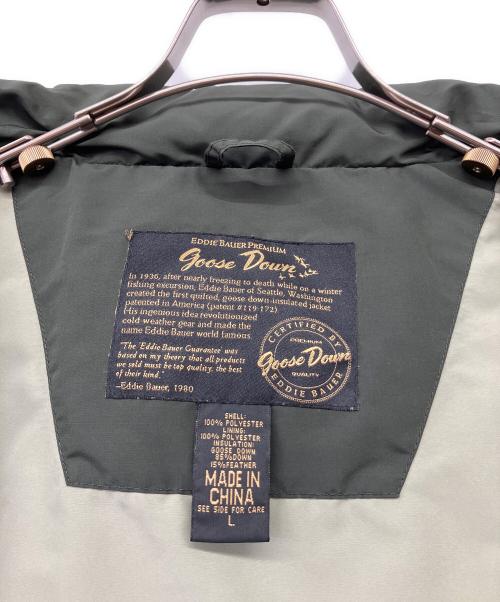 EDDIE BAUER PREMIUM
Goose Down
In 1936, after nearly freezing to death while on a winter
fishing excursion, Eddie Bauer of Seattle, Washington
created the first quilted, goose down insulated jacket
patented in America (patent #119,172)
His ingenious idea revolutionized
cold-weather gear and made the
name Eddie Bauer world famous.
"The 'Eddie Bauer Guarantee' was
based on my theory that all products
we sold must be top quality, the best
of their kind."
—Eddie Bauer, 1980
CERTIFIED BY
PREMIUM
Goose Down
QUALITY
EDDIE BAUER
SHELL:
100% POLYESTER
LINING:
100% POLYESTER
INSULATION:
GOOSE DOWN
85%DOWN
15%FEATHER
MADE IN
CHINA
SEE SIDE FOR CARE
L